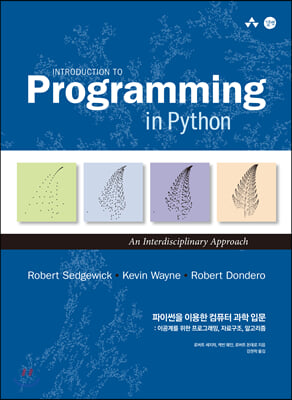 INTRODUCTION TO
Programming
in Python
An Interdisciplinary Approach
Robert Sedgewick • Kevin Wayne • Robert Dondero
파이썬을 이용한 컴퓨터 과학 입문
: 이공계를 위한 프로그래밍, 자료구조, 알고리즘
로버트 세지윅, 케빈 웨인, 로버트 돈데로 지음